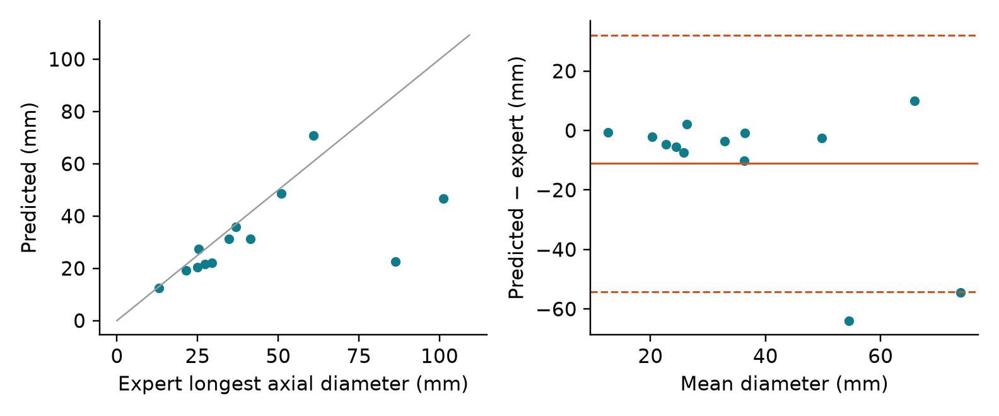 Predicted (mm)
100
80
60
40
20
0
0 25 50 75 100
Expert longest axial diameter (mm)
Predicted − expert (mm)
20
0
−20
−40
−60
20 40 60
Mean diameter (mm)